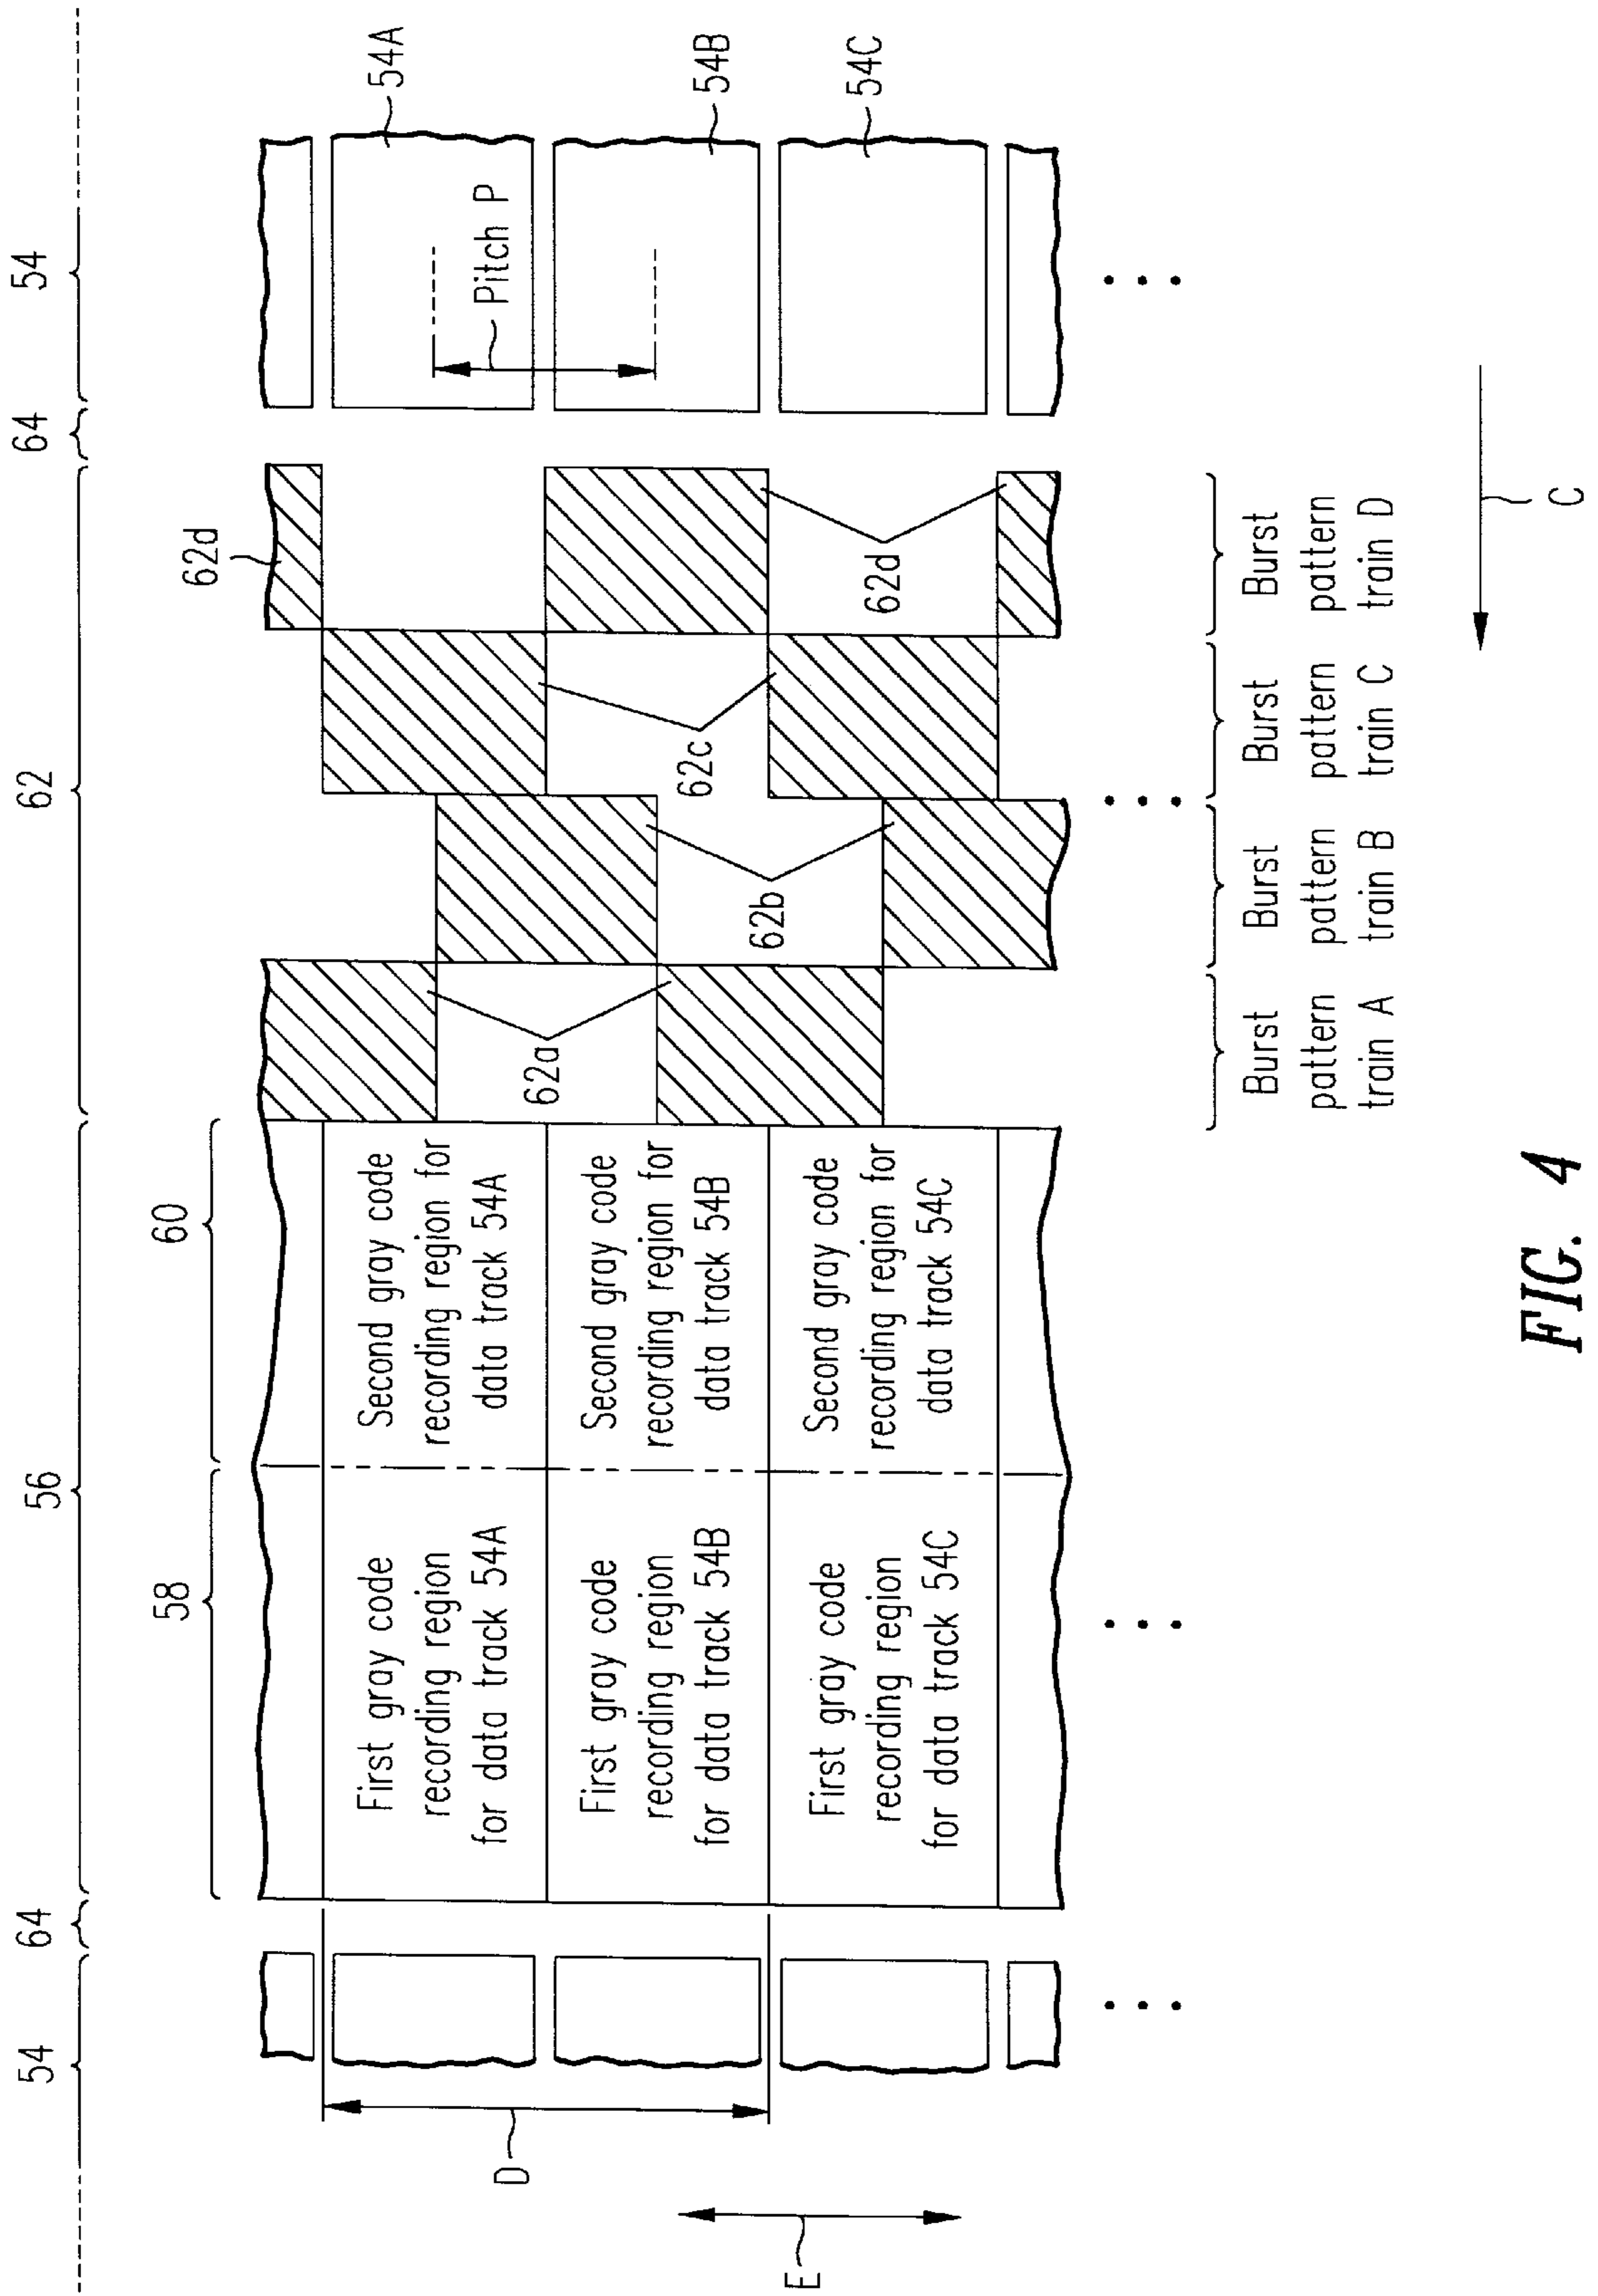 54
64
56
62
64
54
58
60
62d
54A
54B
54C
D
E
First gray code
recording region
for data track 54A
Second gray code
recording region for
data track 54A
First gray code
recording region
for data track 54B
Second gray code
recording region for
data track 54B
First gray code
recording region
for data track 54C
Second gray code
recording region for
data track 54C
62a
62b
62c
62d
Pitch P
Burst
pattern
train A
Burst
pattern
train B
Burst
pattern
train C
Burst
pattern
train D
C
FIG. 4